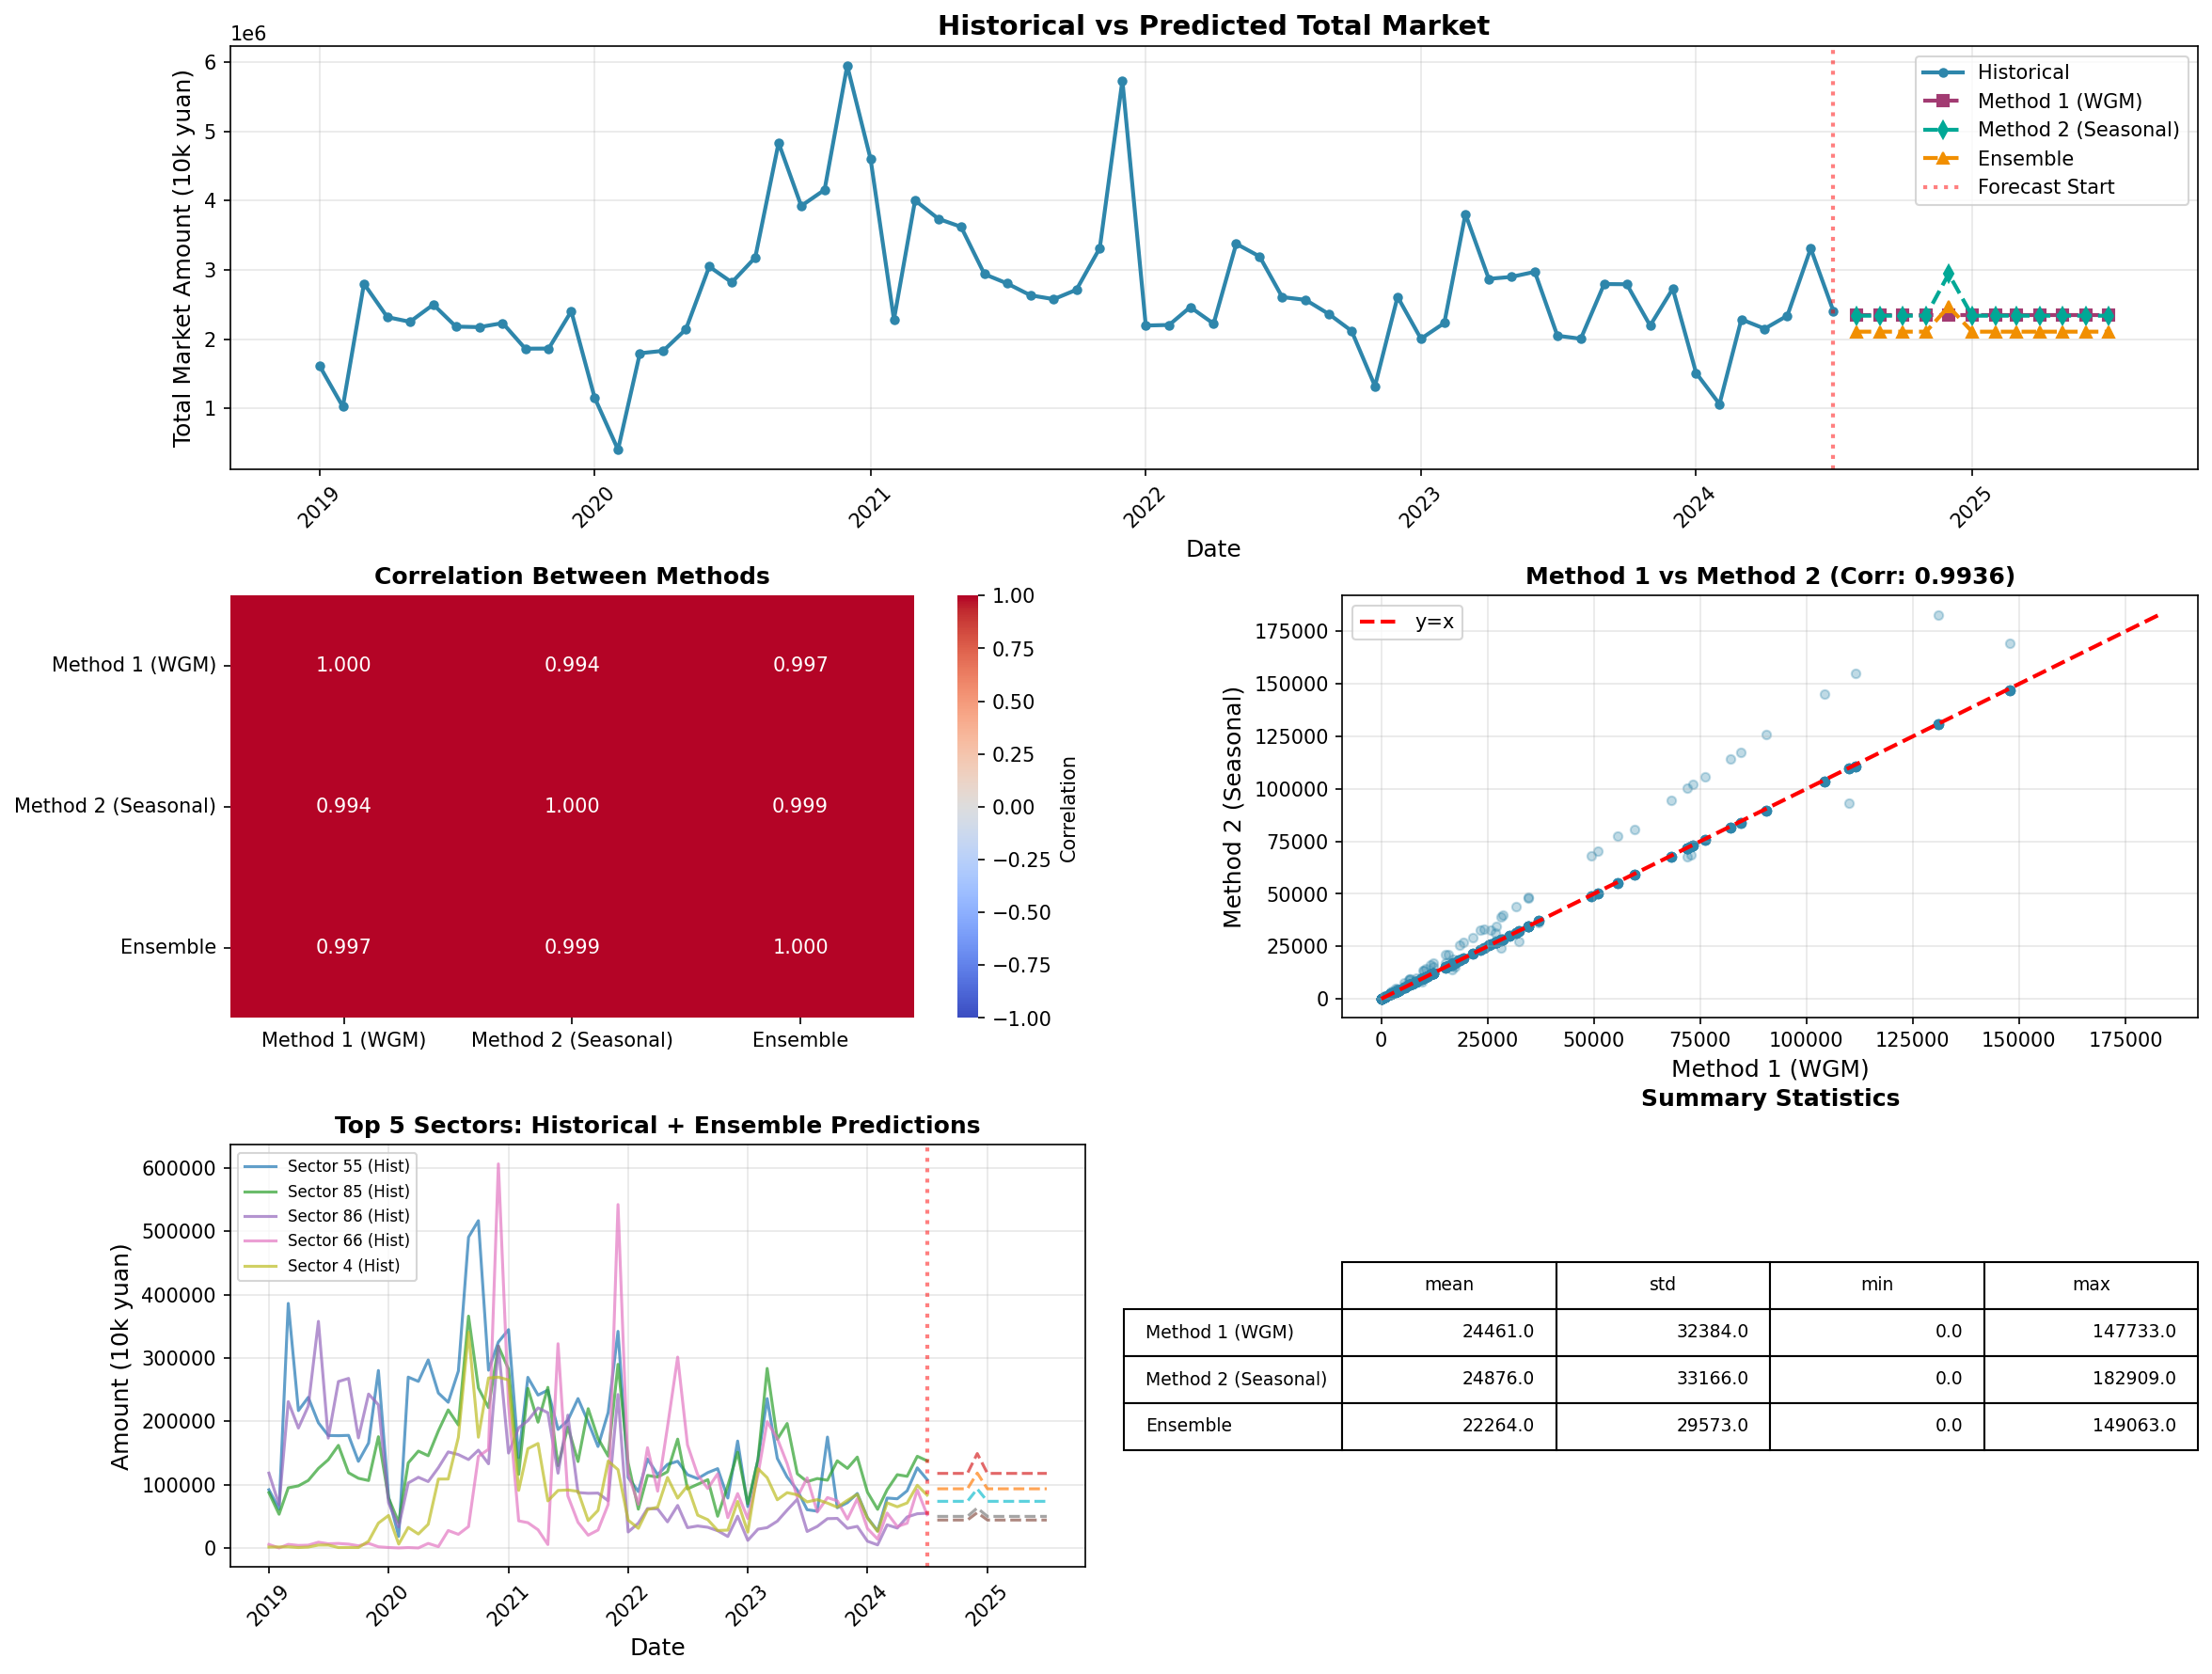 Historical vs Predicted Total Market
1e6
6
5
4
3
2
1
Total Market Amount (10k yuan)
Historical
Method 1 (WGM)
Method 2 (Seasonal)
Ensemble
Forecast Start
2019
2020
2021
2022
2023
2024
2025
Date
Correlation Between Methods
Method 1 (WGM)
Method 2 (Seasonal)
Ensemble
1.000 0.994 0.997
0.994 1.000 0.999
0.997 0.999 1.000
Method 1 (WGM) Method 2 (Seasonal) Ensemble
1.00
0.75
0.50
0.25
0.00
−0.25
−0.50
−0.75
−1.00
Correlation
Method 1 vs Method 2 (Corr: 0.9936)
y=x
175000
150000
125000
100000
75000
50000
25000
0
Method 2 (Seasonal)
0 25000 50000 75000 100000 125000 150000 175000
Method 1 (WGM)
Top 5 Sectors: Historical + Ensemble Predictions
600000
500000
400000
300000
200000
100000
0
Amount (10k yuan)
Sector 55 (Hist)
Sector 85 (Hist)
Sector 86 (Hist)
Sector 66 (Hist)
Sector 4 (Hist)
2019
2020
2021
2022
2023
2024
2025
Date
Summary Statistics
mean std min max
Method 1 (WGM) 24461.0 32384.0 0.0 147733.0
Method 2 (Seasonal) 24876.0 33166.0 0.0 182909.0
Ensemble 22264.0 29573.0 0.0 149063.0